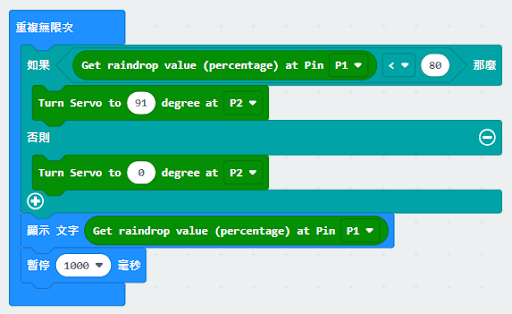 重複無限次
如果 Get raindrop value (percentage) at Pin P1 < 80 那麼
Turn Servo to 91 degree at P2
否則
Turn Servo to 0 degree at P2
顯示 文字 Get raindrop value (percentage) at Pin P1
暫停 1000 毫秒